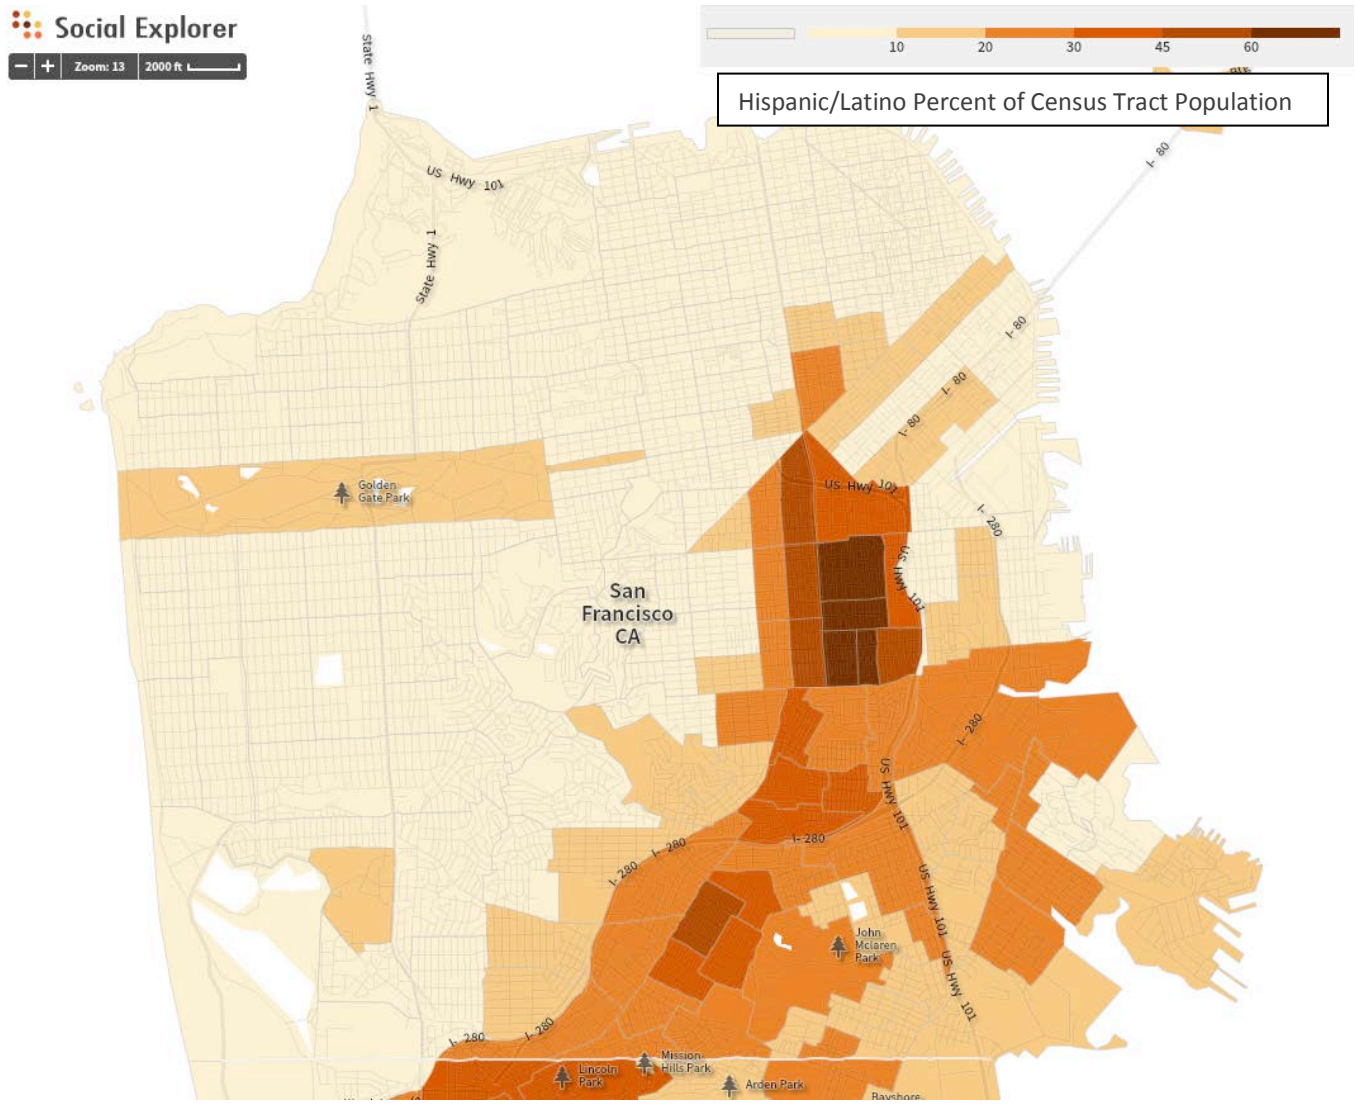 Social Explorer
Zoom: 13
2000 ft
10
20
30
45
60
Hispanic/Latino Percent of Census Tract Population
State Hwy 1
I- 80
US Hwy 101
State Hwy 1
I- 80
I- 80
I- 80
Golden
Gate Park
US Hwy 101
I- 280
US Hwy 101
San
Francisco
CA
I- 280
US Hwy 101
I- 280
I- 280
I- 280
US Hwy 101
John
Mclaren
Park
US Hwy 101
I- 280
I- 280
Mission
Hills Park
Lincoln
Park
Arden Park
Bayshore